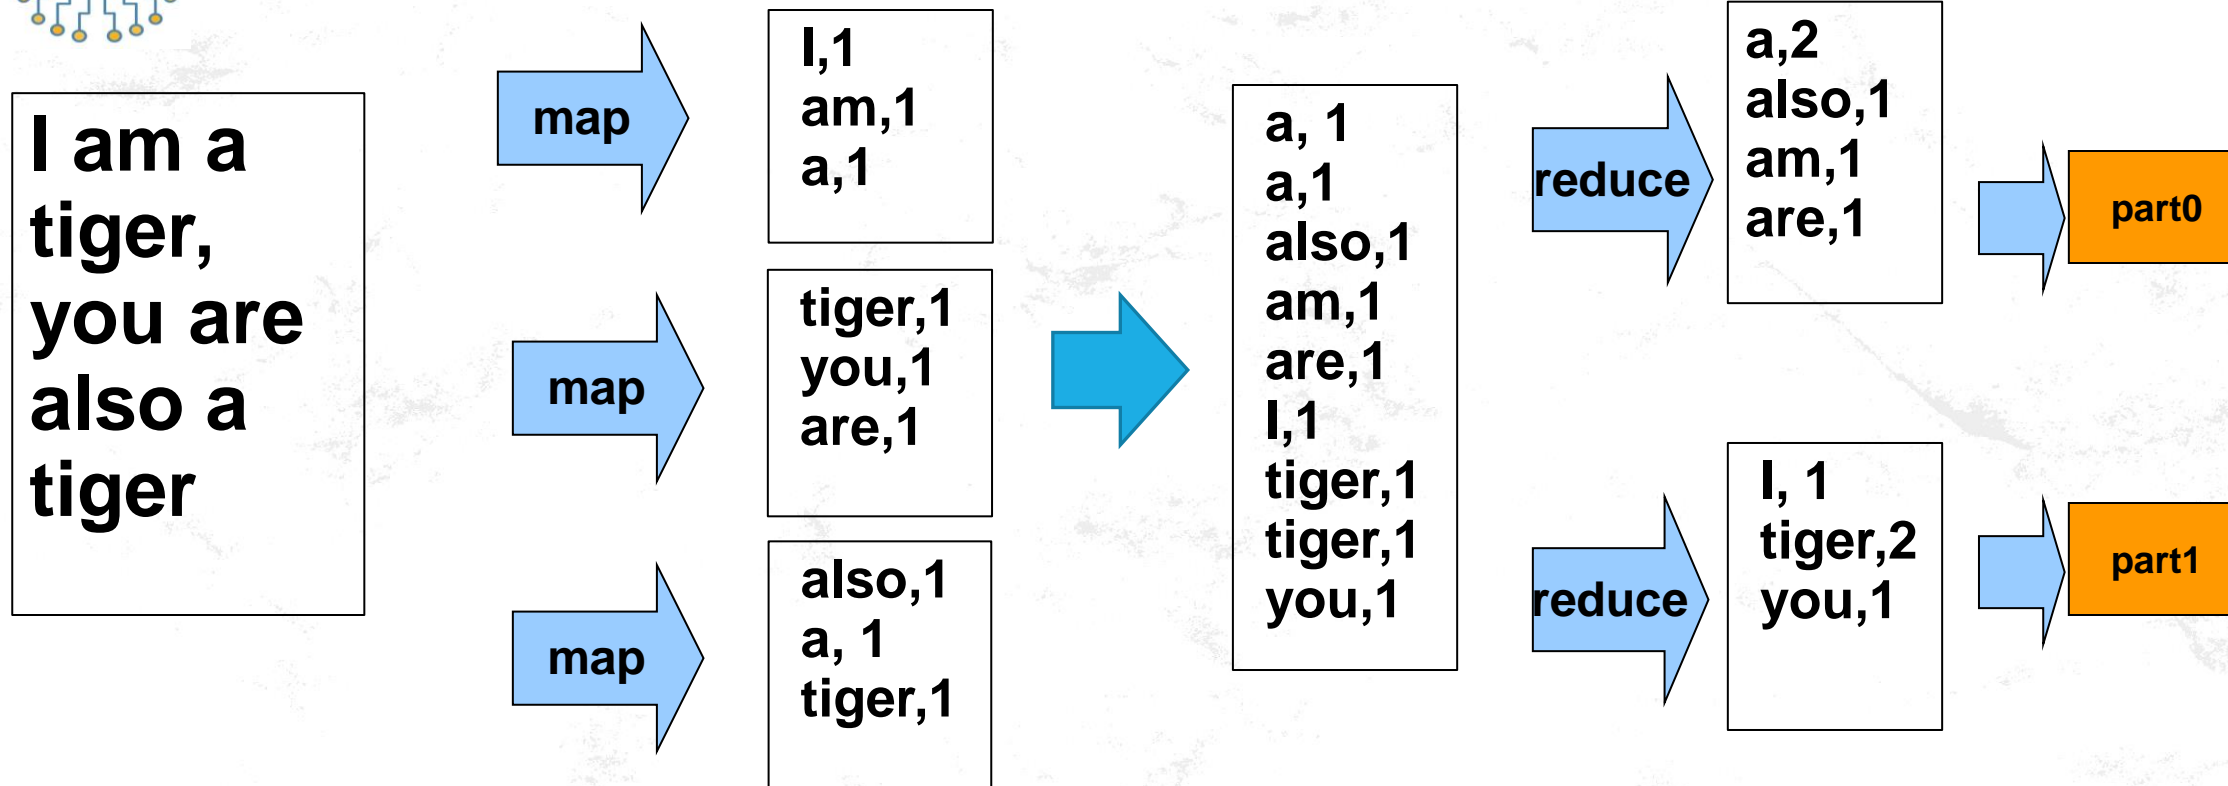 I am a
tiger,
you are
also a
tiger
map
map
map
I,1
am,1
a,1
tiger,1
you,1
are,1
also,1
a, 1
tiger,1
a, 1
a,1
also,1
am,1
are,1
I,1
tiger,1
tiger,1
you,1
reduce
a,2
also,1
am,1
are,1
part0
reduce
I, 1
tiger,2
you,1
part1